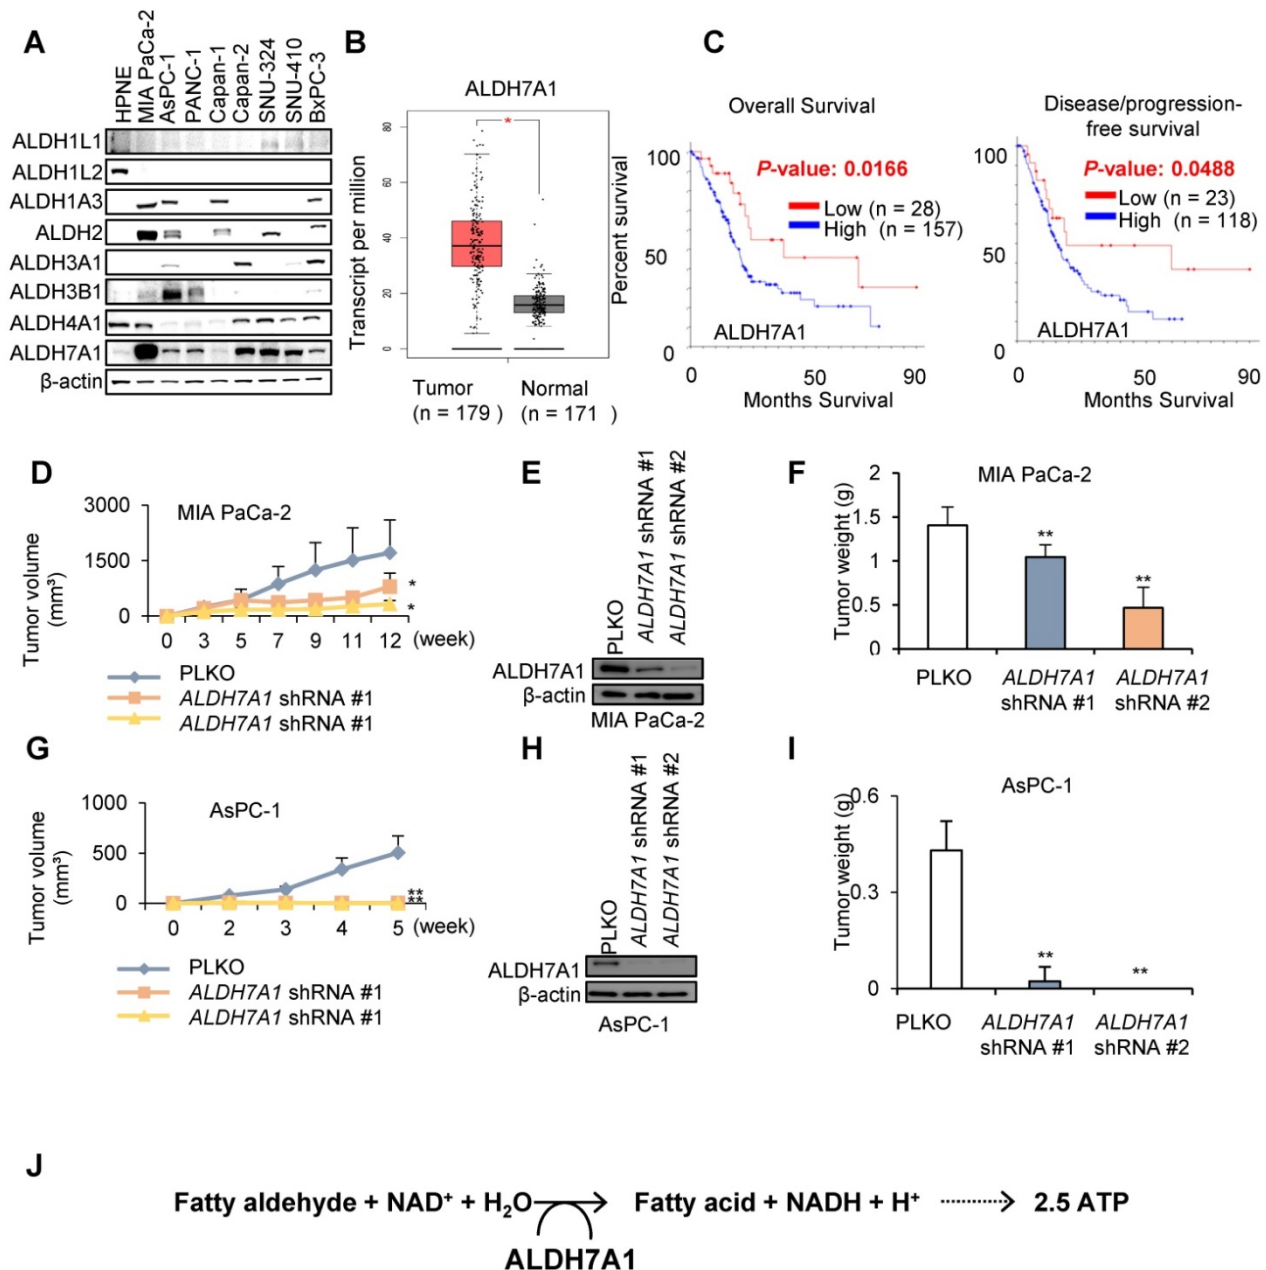 A
HPNE
MIA PaCa-2
AsPC-1
PANC-1
Capan-1
Capan-2
SNU-324
SNU-410
BxPC-3
ALDH1L1
ALDH1L2
ALDH1A3
ALDH2
ALDH3A1
ALDH3B1
ALDH4A1
ALDH7A1
β-actin
B
ALDH7A1
Transcript per million
80
60
40
20
0
*
Tumor
(n = 179 )
Normal
(n = 171 )
C
Overall Survival
Percent survival
100
50
0
P-value: 0.0166
Low (n = 28)
High (n = 157)
ALDH7A1
0
50
90
Months Survival
Disease/progression-
free survival
100
50
0
P-value: 0.0488
Low (n = 23)
High (n = 118)
ALDH7A1
0
50
90
Months Survival
D
MIA PaCa-2
Tumor volume
(mm³)
3000
1500
0
*
*
0 3 5 7 9 11 12 (week)
PLKO
ALDH7A1 shRNA #1
ALDH7A1 shRNA #1
E
PLKO
ALDH7A1 shRNA #1
ALDH7A1 shRNA #2
ALDH7A1
β-actin
MIA PaCa-2
F
MIA PaCa-2
Tumor weight (g)
2
1.5
1
0.5
0
**
**
PLKO
ALDH7A1
shRNA #1
ALDH7A1
shRNA #2
G
AsPC-1
Tumor volume
(mm³)
1000
500
0
**
**
0 2 3 4 5 (week)
PLKO
ALDH7A1 shRNA #1
ALDH7A1 shRNA #1
H
PLKO
ALDH7A1 shRNA #1
ALDH7A1 shRNA #2
ALDH7A1
β-actin
AsPC-1
I
AsPC-1
Tumor weight (g)
0.6
0.3
0
**
**
PLKO
ALDH7A1
shRNA #1
ALDH7A1
shRNA #2
J
Fatty aldehyde + NAD⁺ + H₂O Fatty acid + NADH + H⁺ 2.5 ATP
ALDH7A1